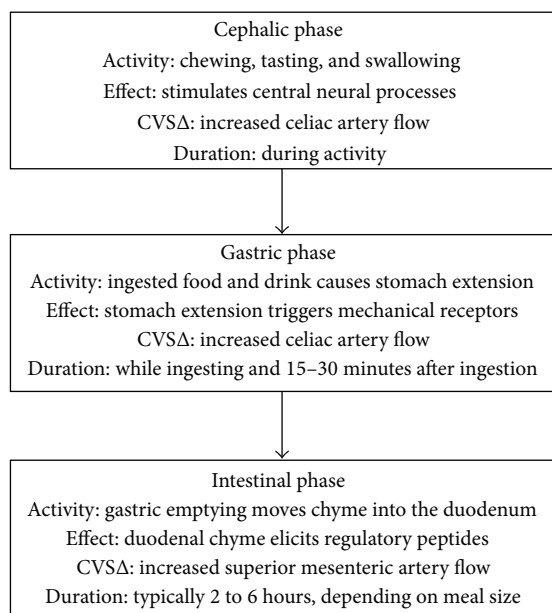 Cephalic phase
Activity: chewing, tasting, and swallowing
Effect: stimulates central neural processes
CVSΔ: increased celiac artery flow
Duration: during activity
Gastric phase
Activity: ingested food and drink causes stomach extension
Effect: stomach extension triggers mechanical receptors
CVSΔ: increased celiac artery flow
Duration: while ingesting and 15–30 minutes after ingestion
Intestinal phase
Activity: gastric emptying moves chyme into the duodenum
Effect: duodenal chyme elicits regulatory peptides
CVSΔ: increased superior mesenteric artery flow
Duration: typically 2 to 6 hours, depending on meal size